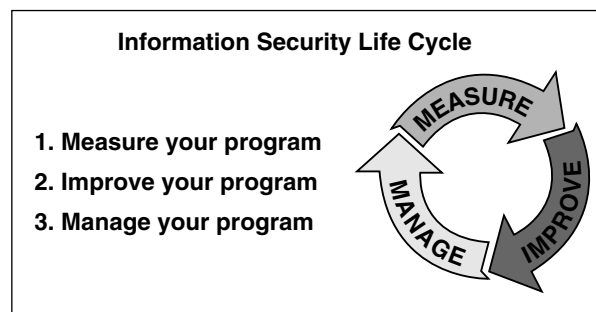 Information Security Life Cycle
1. Measure your program
2. Improve your program
3. Manage your program
MEASURE
IMPROVE
MANAGE